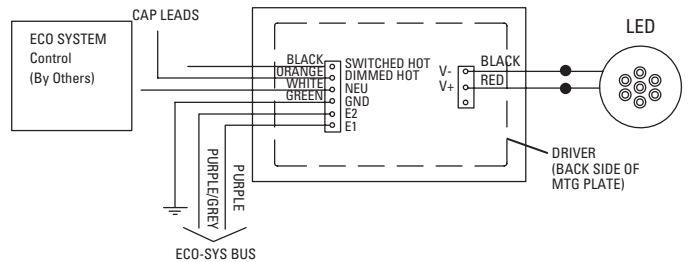 ECO SYSTEM
Control
(By Others)
CAP LEADS
BLACK
ORANGE
WHITE
GREEN
SWITCHED HOT
DIMMED HOT
NEU
GND
E2
E1
V-
V+
BLACK
RED
LED
DRIVER
(BACK SIDE OF
MTG PLATE)
PURPLE/GREY
PURPLE
ECO-SYS BUS